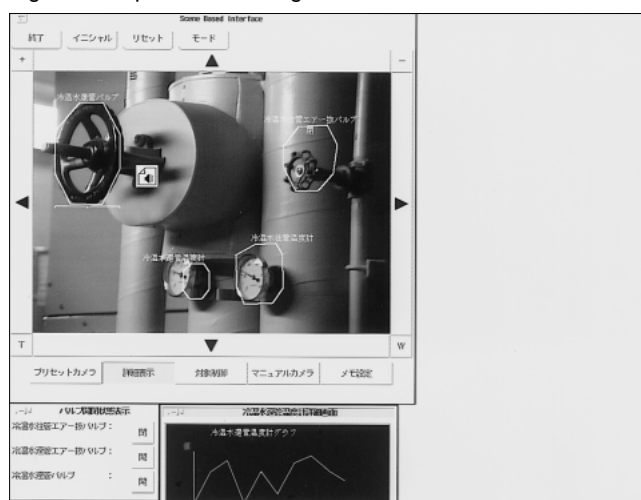 Scene Based Interface
終了 イニシャル リセット モード
+ −
冷温水還管バルブ
冷温水往管エアー抜バルブ
閉
冷温水往管温度計
冷温水還管温度計
T W
プリセットカメラ 詳細表示 対象制御 マニュアルカメラ メモ設定
バルブ開閉状態表示
冷温水往管エアー抜バルブ: 閉
冷温水還管エアー抜バルブ: 閉
冷温水還管バルブ : 閉
冷温水還管温度計詳細画面
冷温水還管温度計グラフ